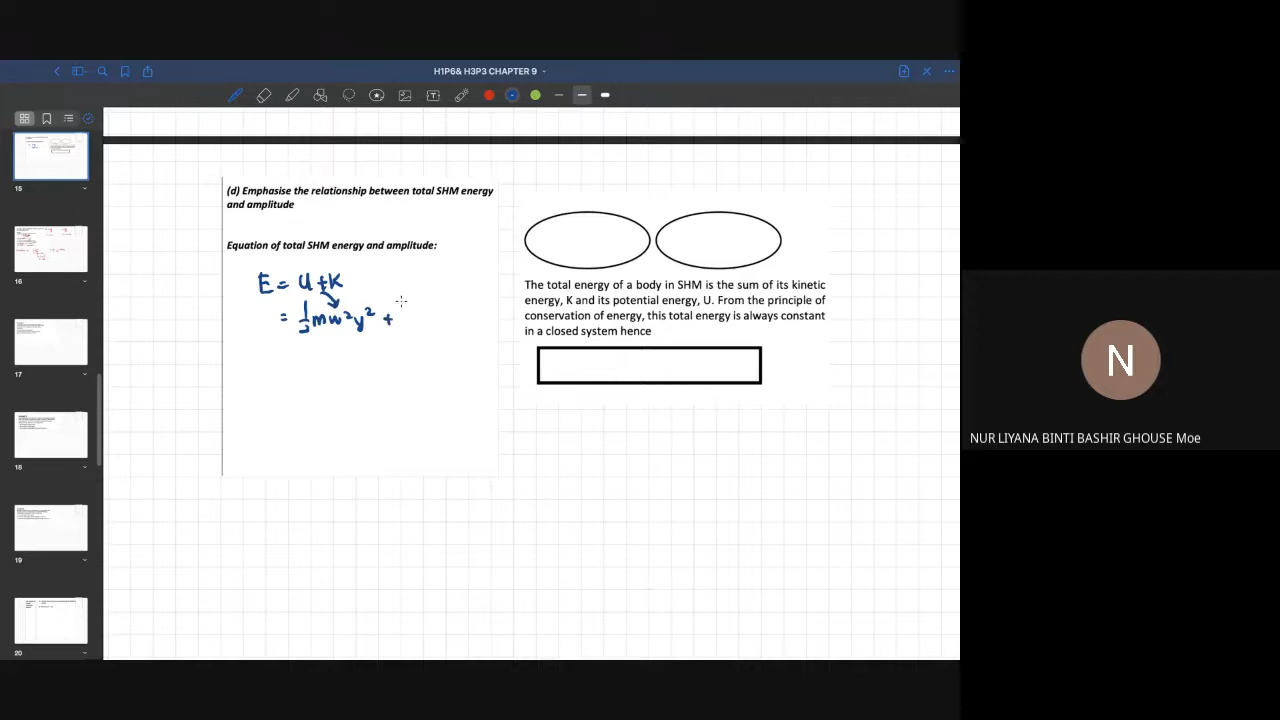 H1P6& H3P3 CHAPTER 9
15
16
17
18
19
20
(d) Emphasise the relationship between total SHM energy
and amplitude
Equation of total SHM energy and amplitude:
E = U + K
= 1/2 mω²y² +
The total energy of a body in SHM is the sum of its kinetic
energy, K and its potential energy, U. From the principle of
conservation of energy, this total energy is always constant
in a closed system hence
N
NUR LIYANA BINTI BASHIR GHOUSE Moe